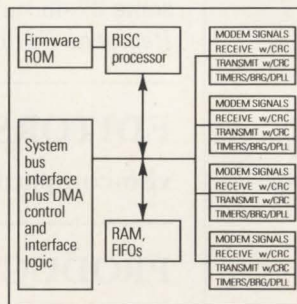 Firmware
ROM
RISC
processor
System
bus
interface
plus DMA
control
and
interface
logic
RAM,
FIFOs
MODEM SIGNALS
RECEIVE w/CRC
TRANSMIT w/CRC
TIMERS/BRG/DPLL
MODEM SIGNALS
RECEIVE w/CRC
TRANSMIT w/CRC
TIMERS/BRG/DPLL
MODEM SIGNALS
RECEIVE w/CRC
TRANSMIT w/CRC
TIMERS/BRG/DPLL
MODEM SIGNALS
RECEIVE w/CRC
TRANSMIT w/CRC
TIMERS/BRG/DPLL